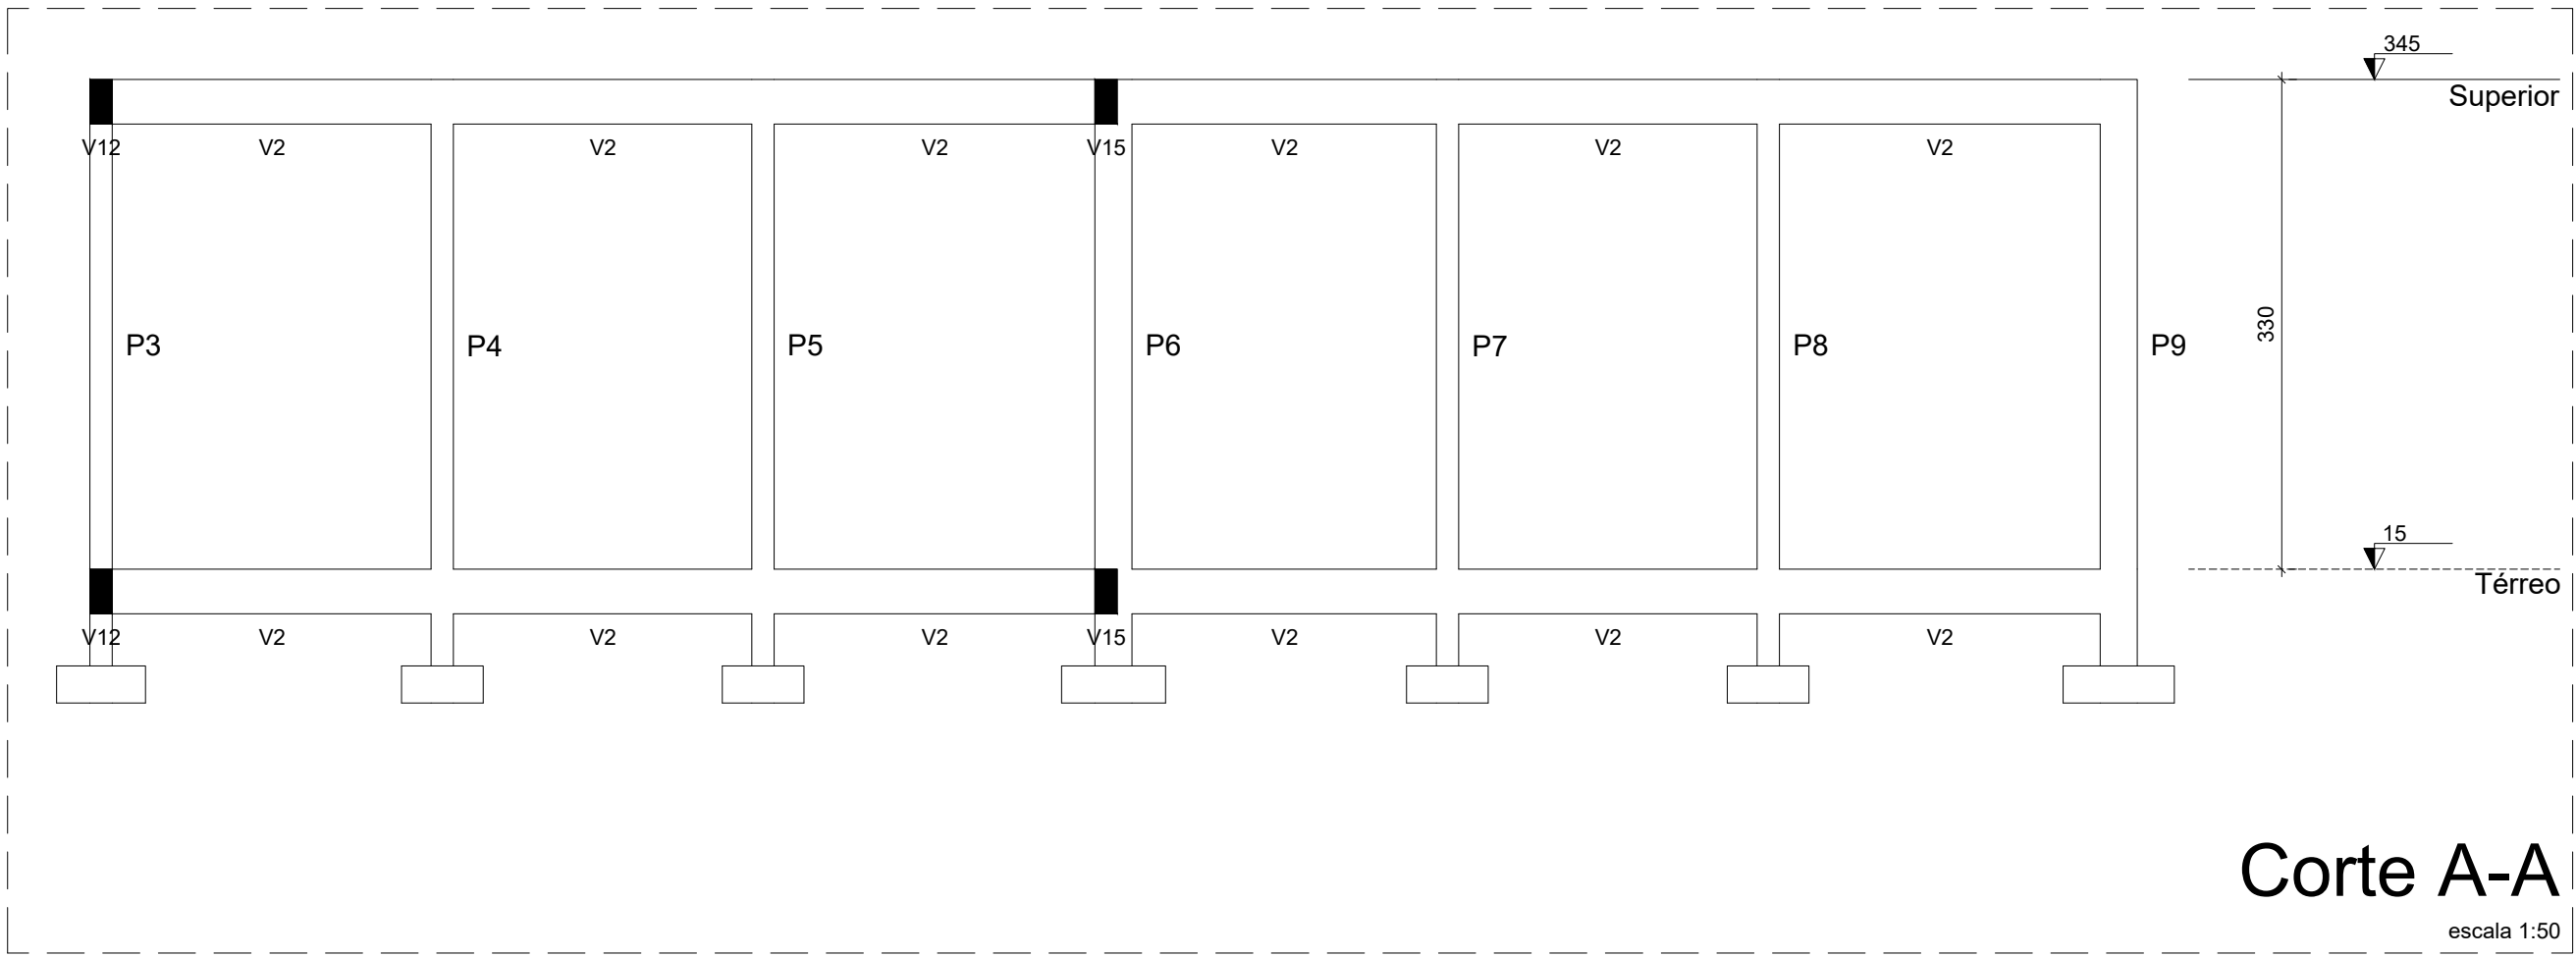 345
Superior
V12 V2 V2 V2 V15 V2 V2 V2
P3 P4 P5 P6 P7 P8 P9
330
15
Térreo
V12 V2 V2 V2 V15 V2 V2 V2
Corte A-A
escala 1:50